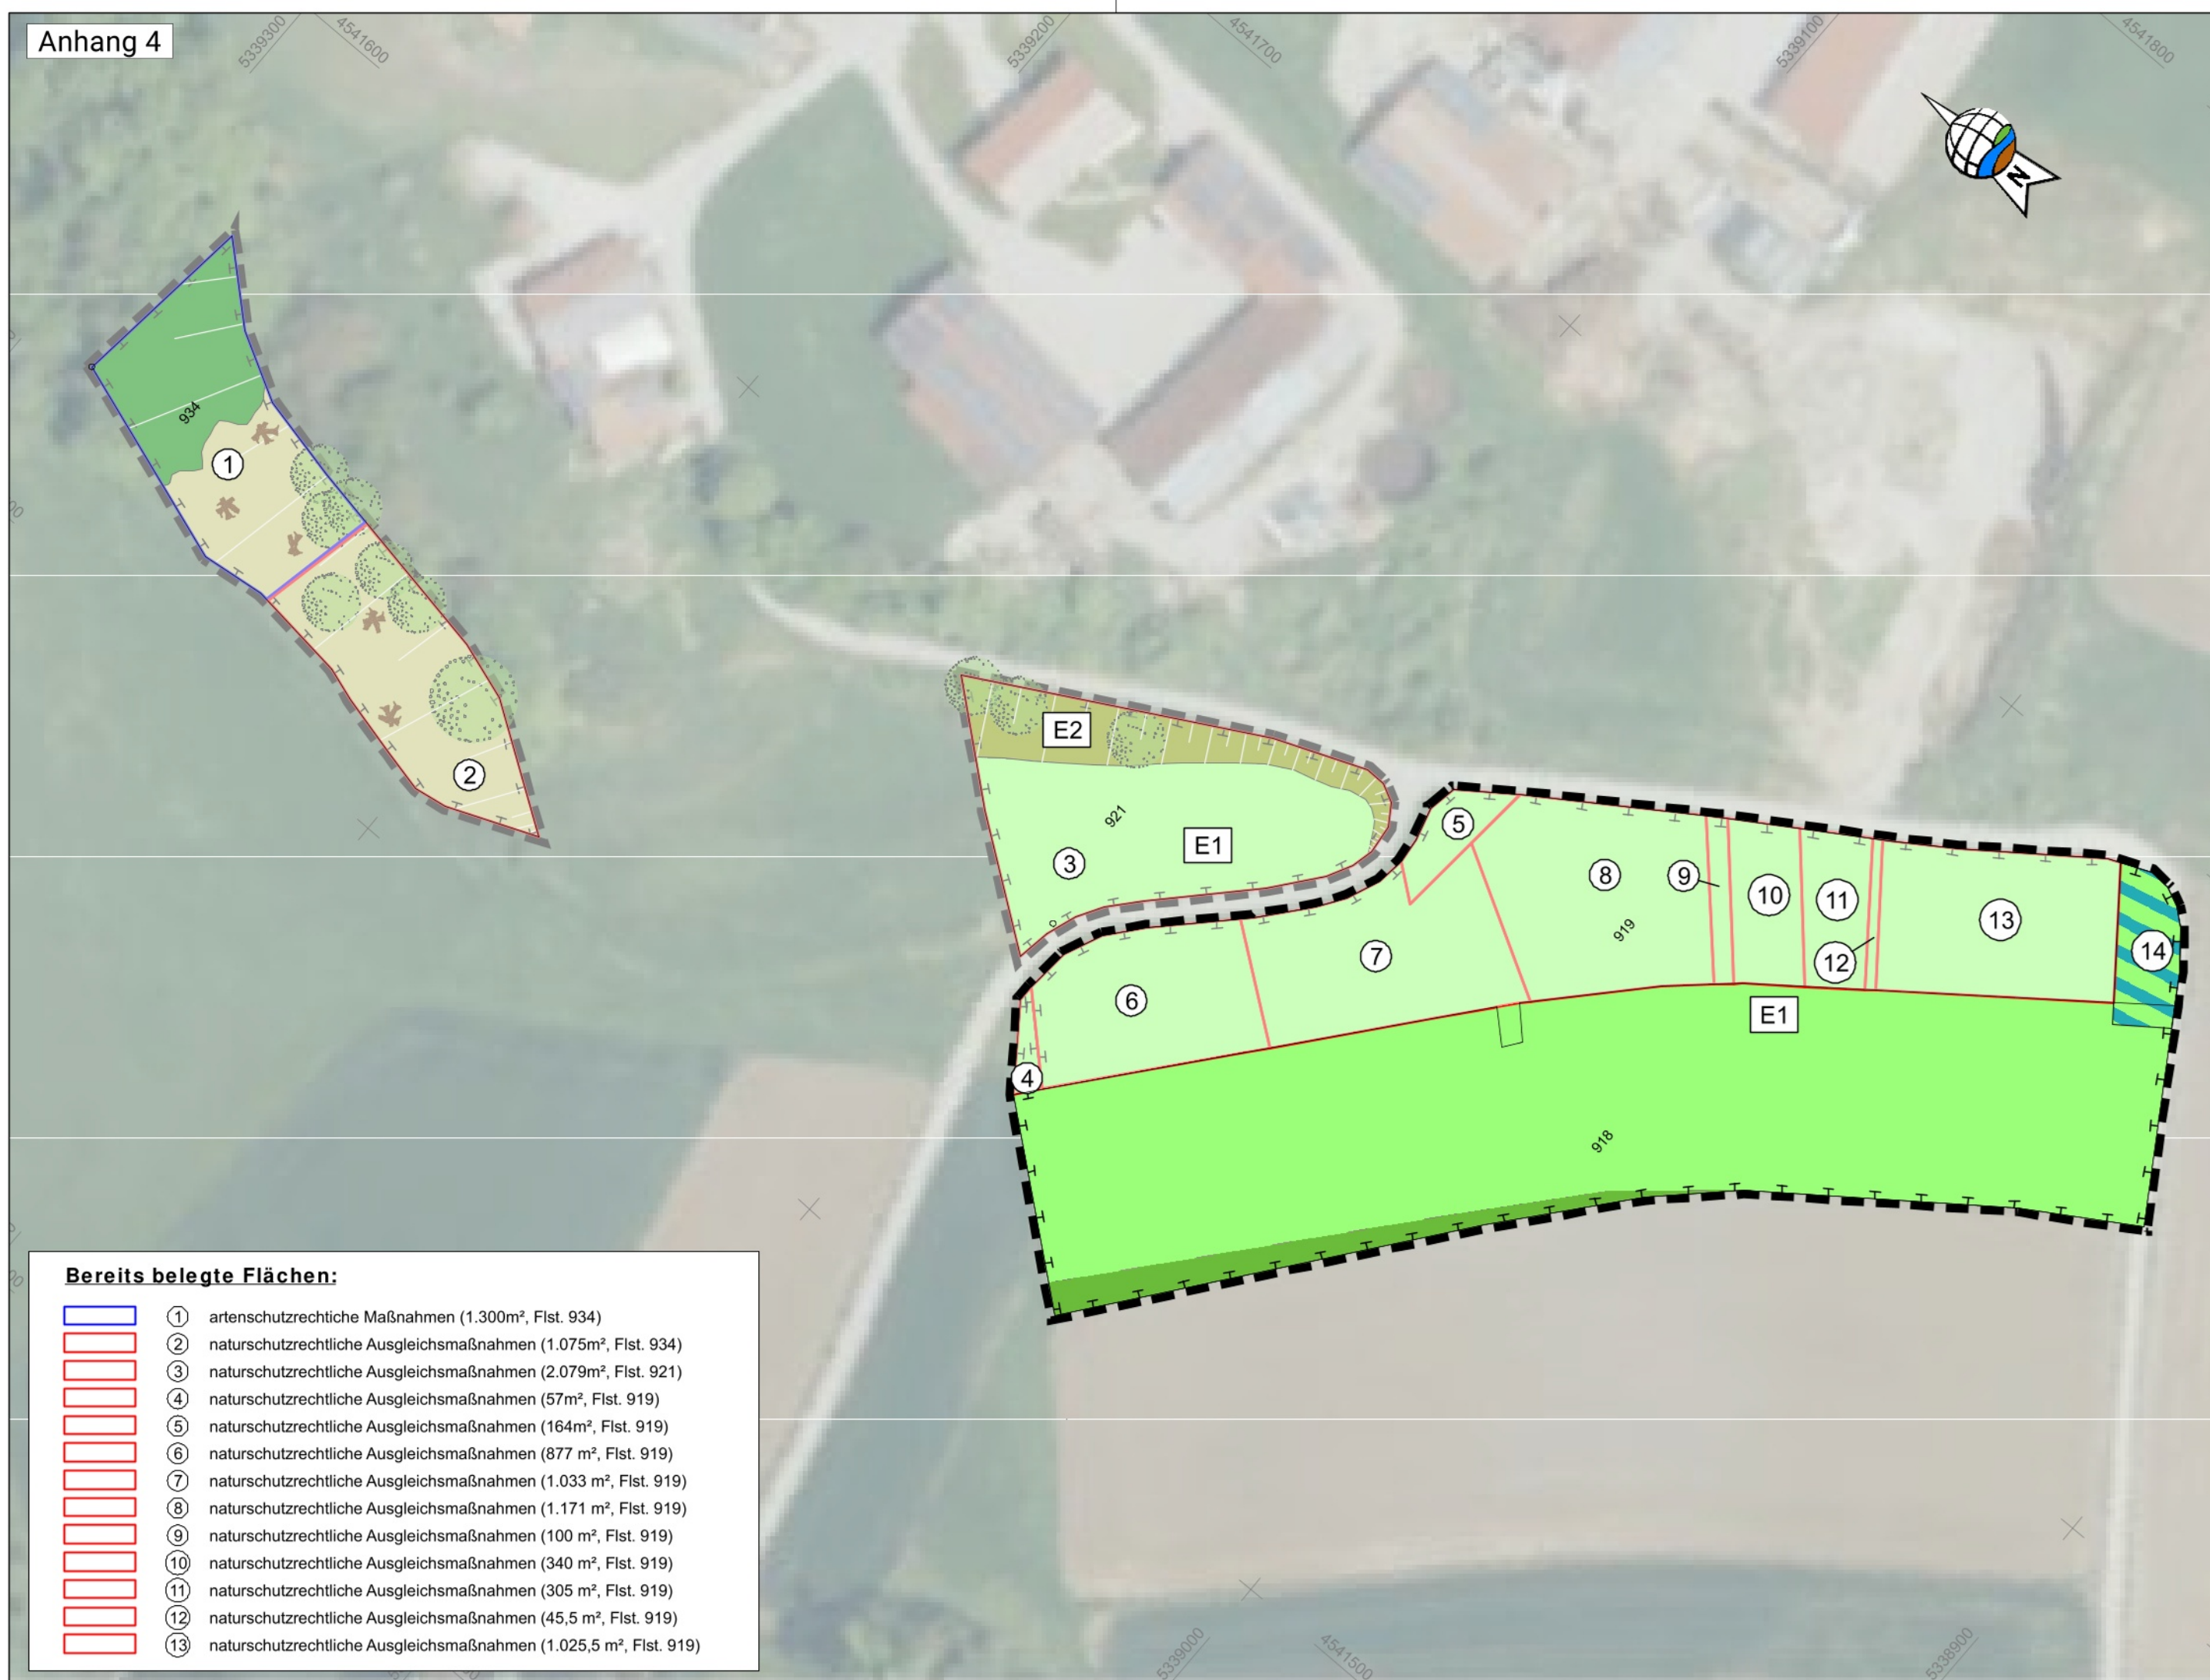 Anhang 4
5339300
4541600
5339200
4541700
5339100
4541800
N
934
1
2
E2
921
E1
3
5
8
9
10
11
12
13
14
919
7
6
4
E1
918
Bereits belegte Flächen:
1 artenschutzrechtiche Maßnahmen (1.300m², Flst. 934)
2 naturschutzrechtliche Ausgleichsmaßnahmen (1.075m², Flst. 934)
3 naturschutzrechtliche Ausgleichsmaßnahmen (2.079m², Flst. 921)
4 naturschutzrechtliche Ausgleichsmaßnahmen (57m², Flst. 919)
5 naturschutzrechtliche Ausgleichsmaßnahmen (164m², Flst. 919)
6 naturschutzrechtliche Ausgleichsmaßnahmen (877 m², Flst. 919)
7 naturschutzrechtliche Ausgleichsmaßnahmen (1.033 m², Flst. 919)
8 naturschutzrechtliche Ausgleichsmaßnahmen (1.171 m², Flst. 919)
9 naturschutzrechtliche Ausgleichsmaßnahmen (100 m², Flst. 919)
10 naturschutzrechtliche Ausgleichsmaßnahmen (340 m², Flst. 919)
11 naturschutzrechtliche Ausgleichsmaßnahmen (305 m², Flst. 919)
12 naturschutzrechtliche Ausgleichsmaßnahmen (45,5 m², Flst. 919)
13 naturschutzrechtliche Ausgleichsmaßnahmen (1.025,5 m², Flst. 919)
5339000
4541500
5338900